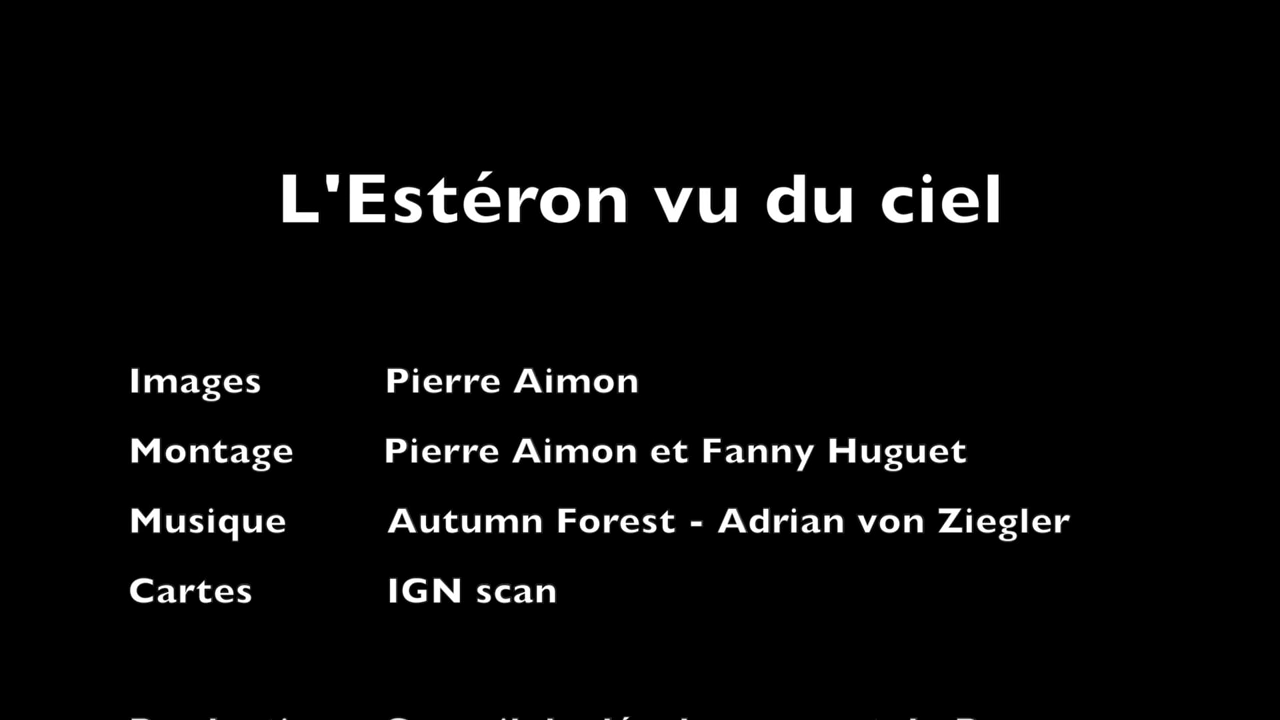 L'Estéron vu du ciel
Images Pierre Aimon
Montage Pierre Aimon et Fanny Huguet
Musique Autumn Forest - Adrian von Ziegler
Cartes IGN scan